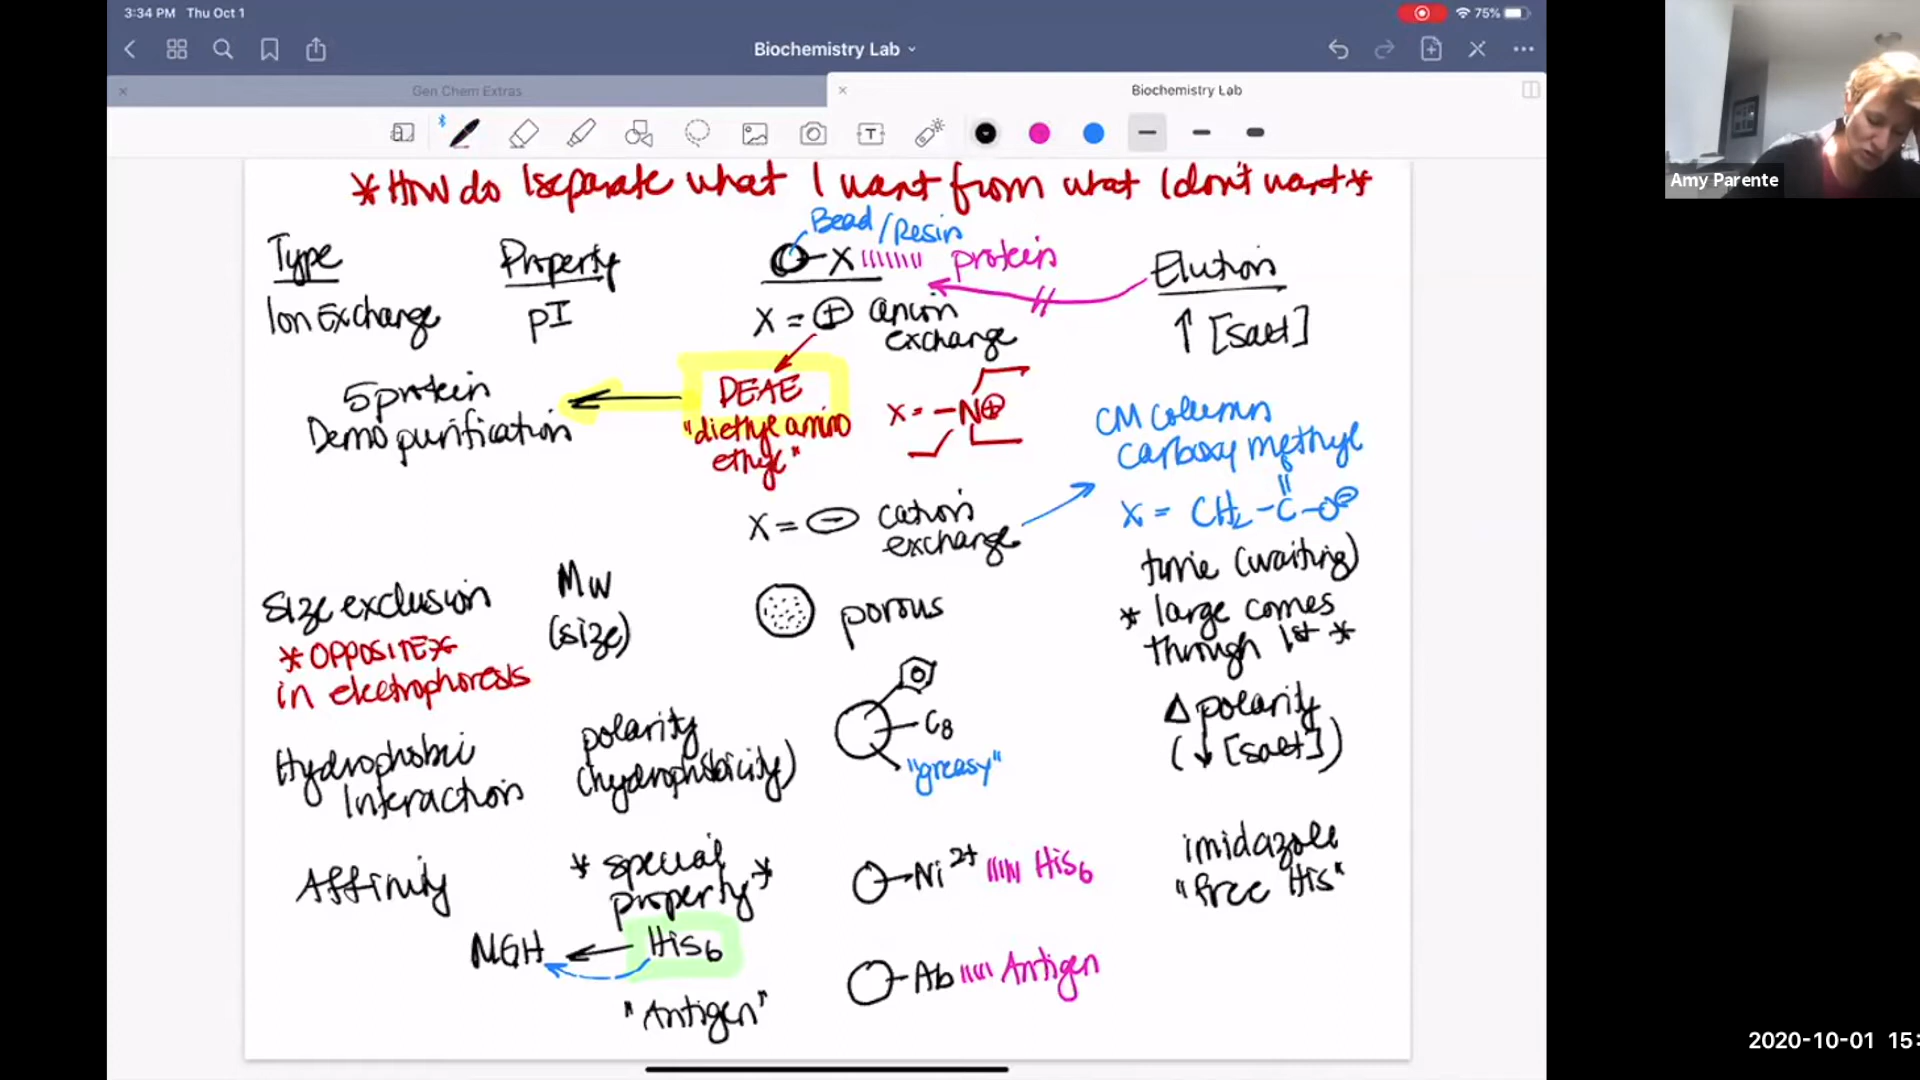 3:34 PM Thu Oct 1
75%
Biochemistry Lab
Gen Chem Extras
Biochemistry Lab
Amy Parente
*How do I separate what I want from what I don't want*
Bead/Resin
Type
Property
X
protein
Elution
Ion Exchange
pI
X = + anion exchange
↑ [salt]
5 protein
Demo purification
DEAE
"diethyl amino
ethyl"
X = -N+
CM column
carboxy methyl
X = CH2-C-O-
X = - cation
exchange
time (waiting)
* large comes
through 1st *
Size exclusion
MW
(size)
porous
*OPPOSITE*
in electrophoresis
Hydrophobic
Interaction
polarity
(hydrophobicity)
C8
"greasy"
Δ polarity
(↓ [salt])
Affinity
* special
property *
Ni2+ His6
imidazole
"free His"
MGH
His6
Ab Antigen
"Antigen"
2020-10-01 15: